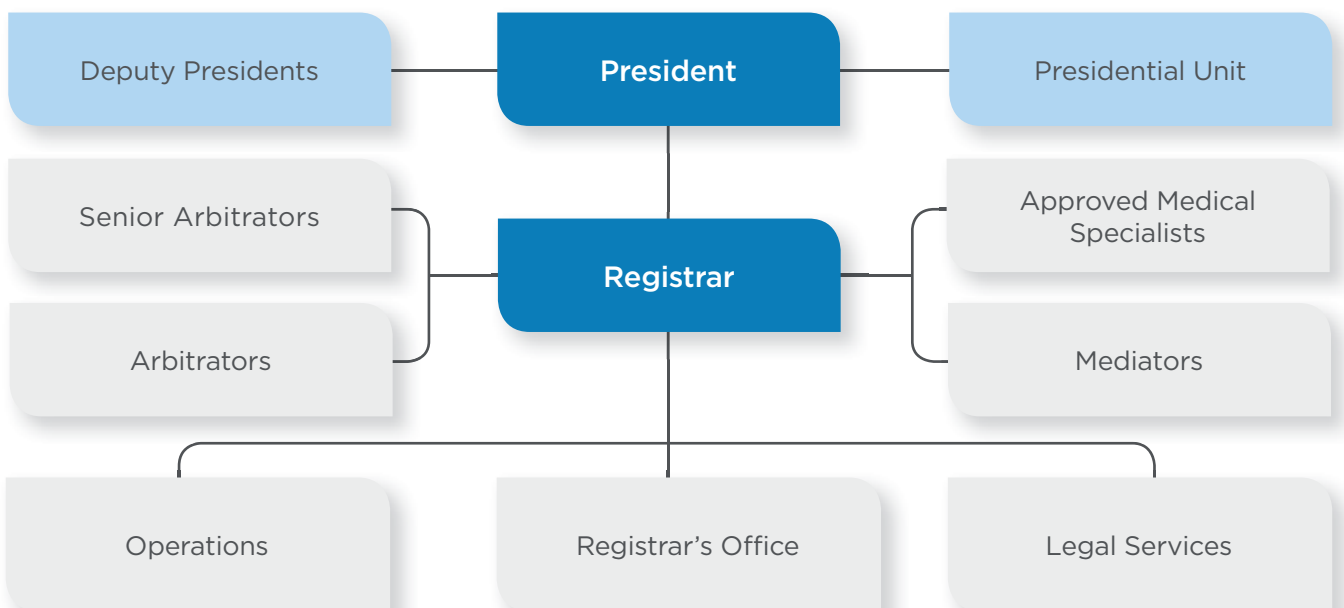 Deputy Presidents
President
Presidential Unit
Senior Arbitrators
Approved Medical
Specialists
Registrar
Arbitrators
Mediators
Operations
Registrar’s Office
Legal Services